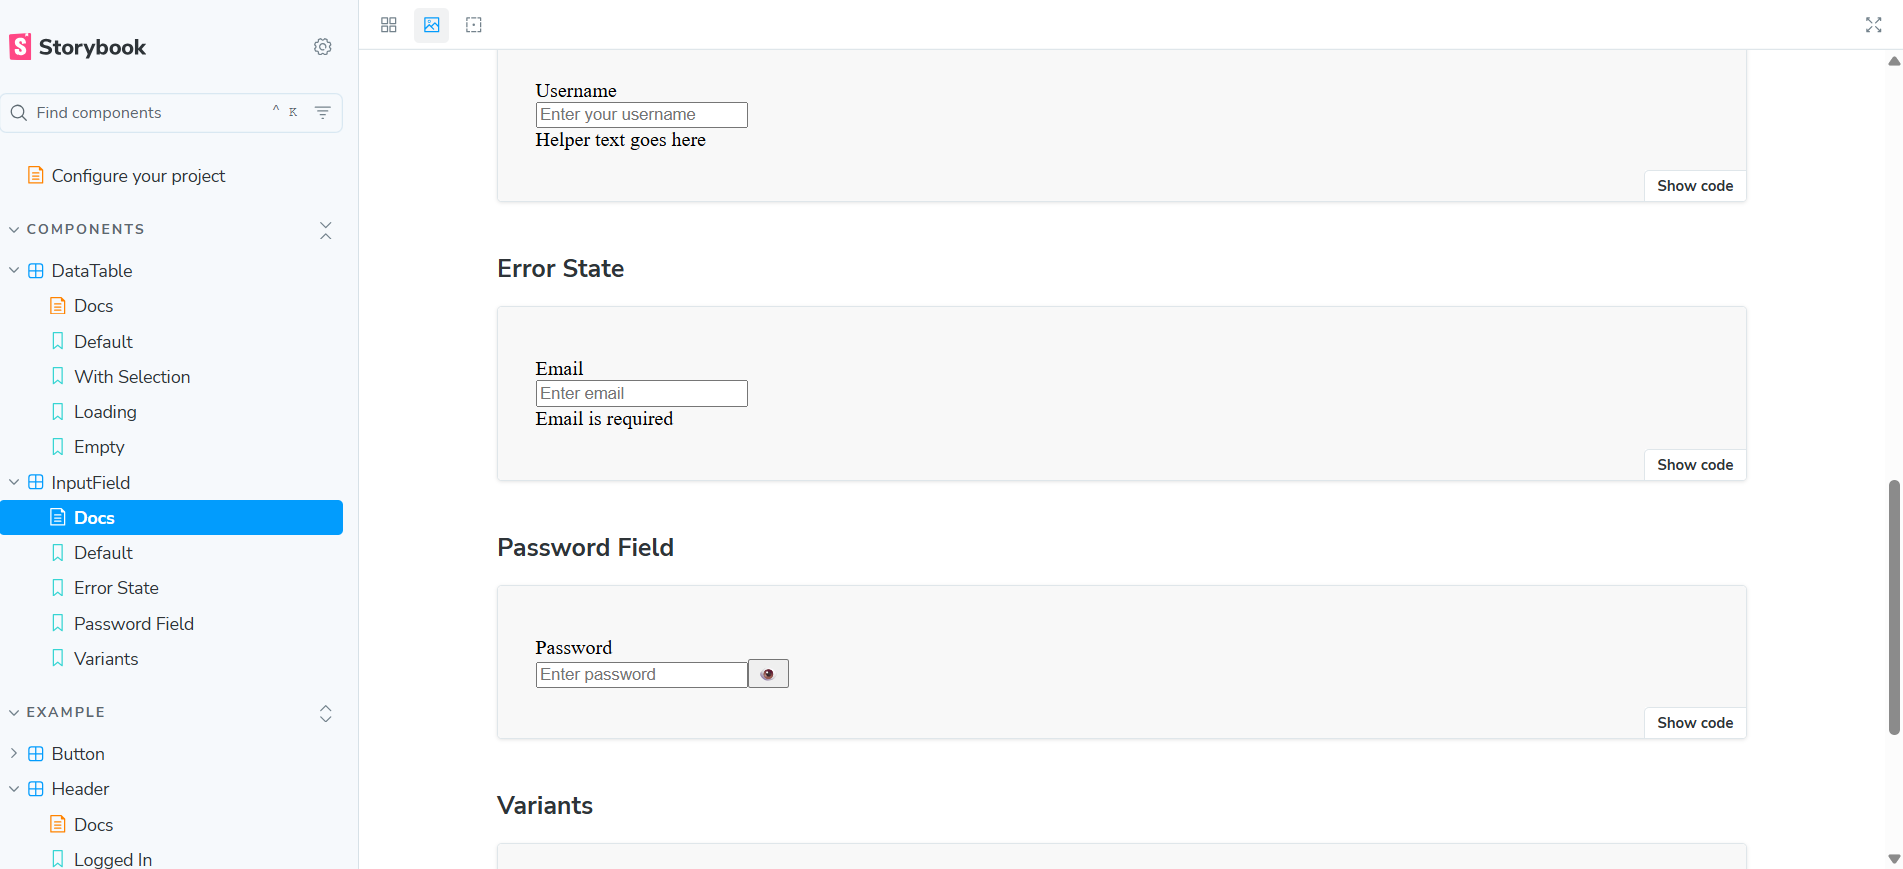 Storybook
Find components
^ K
Configure your project
COMPONENTS
DataTable
Docs
Default
With Selection
Loading
Empty
InputField
Docs
Default
Error State
Password Field
Variants
EXAMPLE
Button
Header
Docs
Logged In
Username
Enter your username
Helper text goes here
Show code
Error State
Email
Enter email
Email is required
Show code
Password Field
Password
Enter password
Show code
Variants